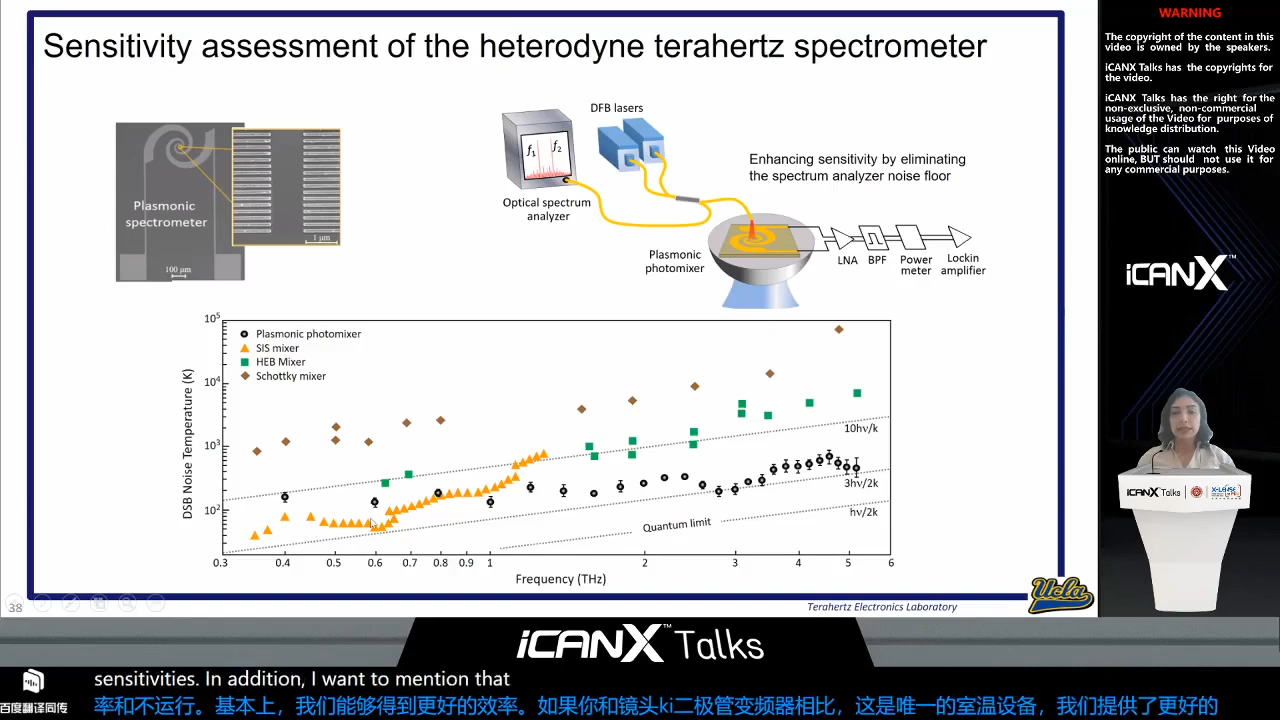 Sensitivity assessment of the heterodyne terahertz spectrometer
Plasmonic
spectrometer
100 µm
1 µm
DFB lasers
f1
f2
Optical spectrum
analyzer
Enhancing sensitivity by eliminating
the spectrum analyzer noise floor
Plasmonic
photomixer
LNA
BPF
Power
meter
Lockin
amplifier
DSB Noise Temperature (K)
10⁵
10⁴
10³
10²
Plasmonic photomixer
SIS mixer
HEB Mixer
Schottky mixer
10hν/k
3hν/2k
hν/2k
Quantum limit
0.3 0.4 0.5 0.6 0.7 0.8 0.9 1 2 3 4 5 6
Frequency (THz)
38
Terahertz Electronics Laboratory
Ucla
WARNING
The copyright of the content in this
video is owned by the speakers.
iCANX Talks has the copyrights for
the video.
iCANX Talks has the right for the
non-exclusive, non-commercial
usage of the Video for purposes of
knowledge distribution.
The public can watch this Video
online, BUT should not use it for
any commercial purposes.
iCANX™
iCANX Talks
iCANX™ Talks
百度翻译同传
sensitivities. In addition, I want to mention that
率和不运行。基本上，我们能够得到更好的效率。如果你和镜头ki二极管变频器相比，这是唯一的室温设备，我们提供了更好的